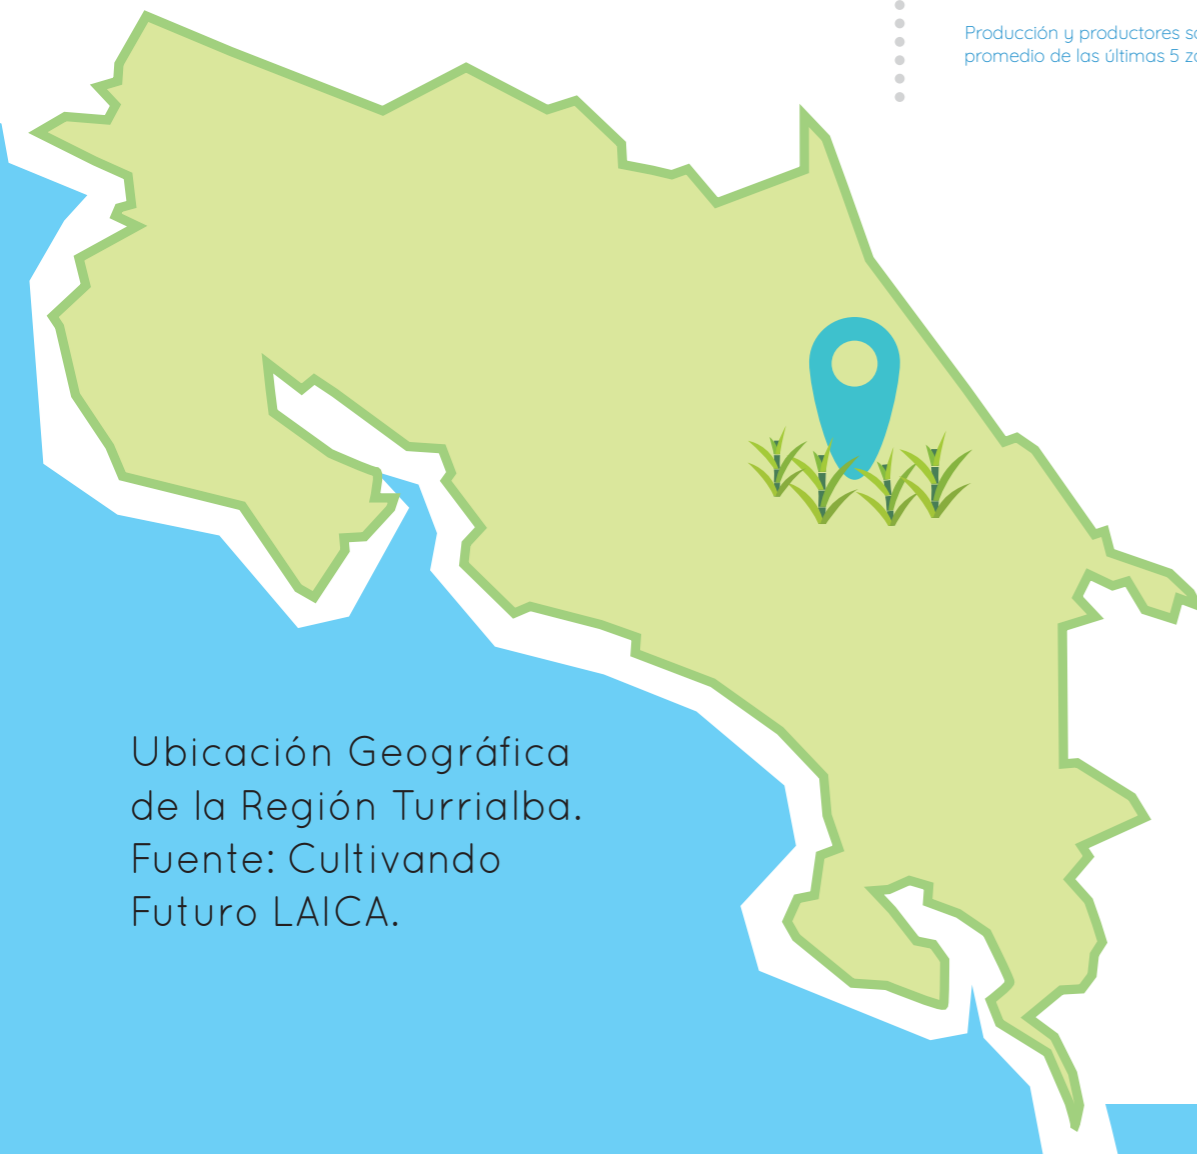 Producción y productores
promedio de las últimas 5
Ubicación Geográfica
de la Región Turrialba.
Fuente: Cultivando
Futuro LAICA.